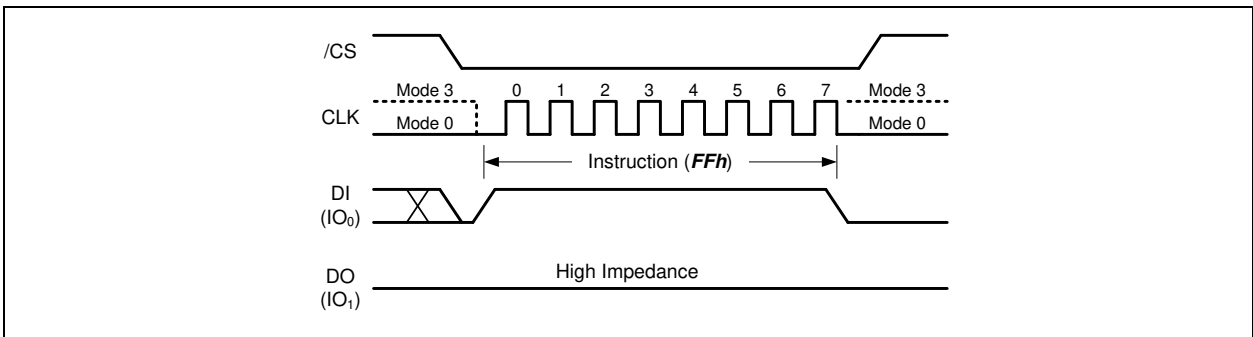 /CS
Mode 3 0 1 2 3 4 5 6 7 Mode 3
CLK
Mode 0 Mode 0
Instruction (FFh)
DI
(IO₀)
High Impedance
DO
(IO₁)